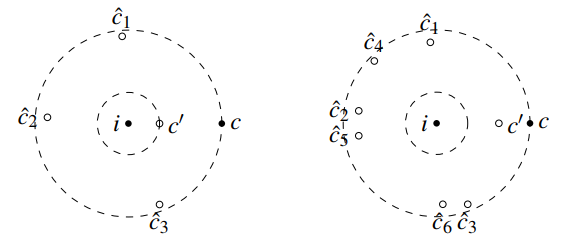 ĉ₁
ĉ₂ i c′ c
ĉ₃
ĉ₁
ĉ₄
ĉ₂
i c′ c
ĉ₅
ĉ₆ ĉ₃